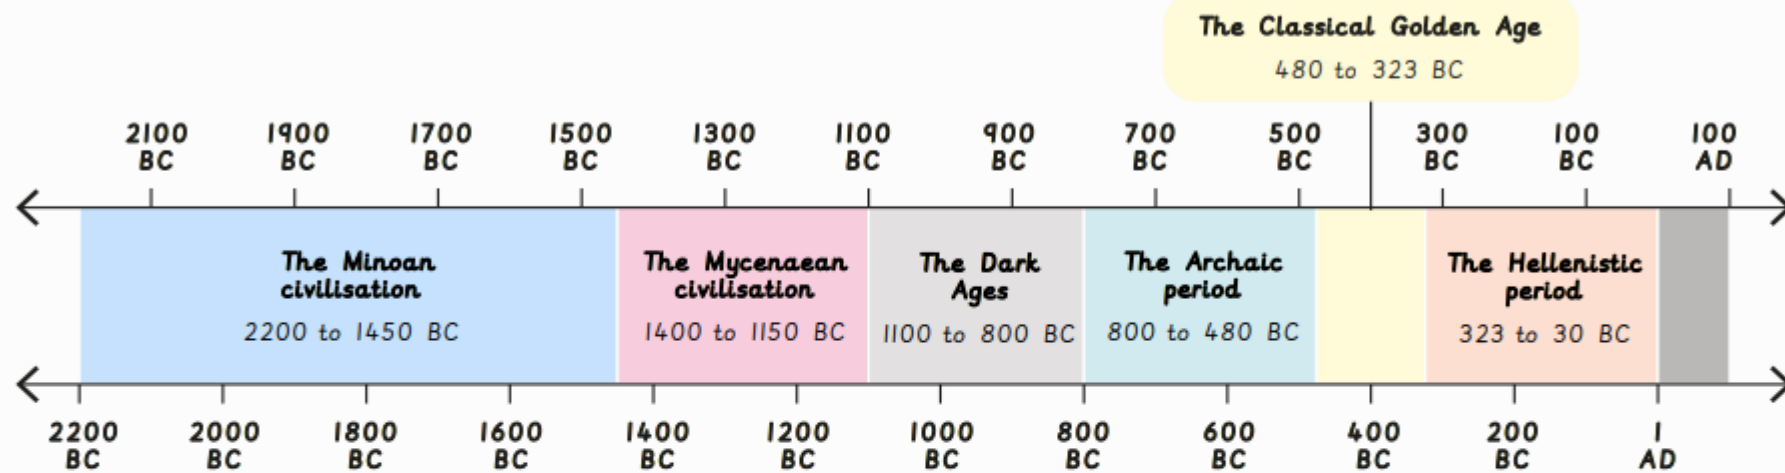 The Classical Golden Age
480 to 323 BC
2100 BC
1900 BC
1700 BC
1500 BC
1300 BC
1100 BC
900 BC
700 BC
500 BC
300 BC
100 BC
100 AD
The Minoan
civilisation
2200 to 1450 BC
The Mycenaean
civilisation
1400 to 1150 BC
The Dark
Ages
1100 to 800 BC
The Archaic
period
800 to 480 BC
The Hellenistic
period
323 to 30 BC
2200 BC
2000 BC
1800 BC
1600 BC
1400 BC
1200 BC
1000 BC
800 BC
600 BC
400 BC
200 BC
1 AD